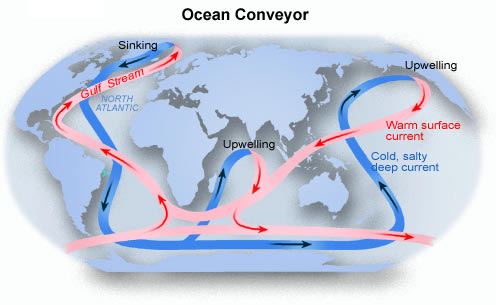 Ocean Conveyor
Sinking
Gulf Stream
NORTH
ATLANTIC
Upwelling
Upwelling
Warm surface
current
Cold, salty
deep current